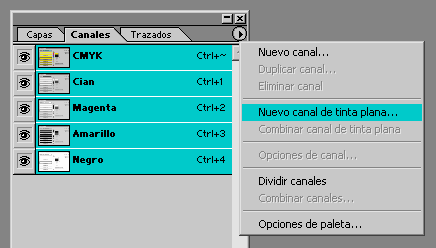 Capas Canales Trazados
CMYK Ctrl+~
Cian Ctrl+1
Magenta Ctrl+2
Amarillo Ctrl+3
Negro Ctrl+4
Nuevo canal...
Duplicar canal...
Eliminar canal
Nuevo canal de tinta plana...
Combinar canal de tinta plana
Opciones de canal...
Dividir canales
Combinar canales...
Opciones de paleta...